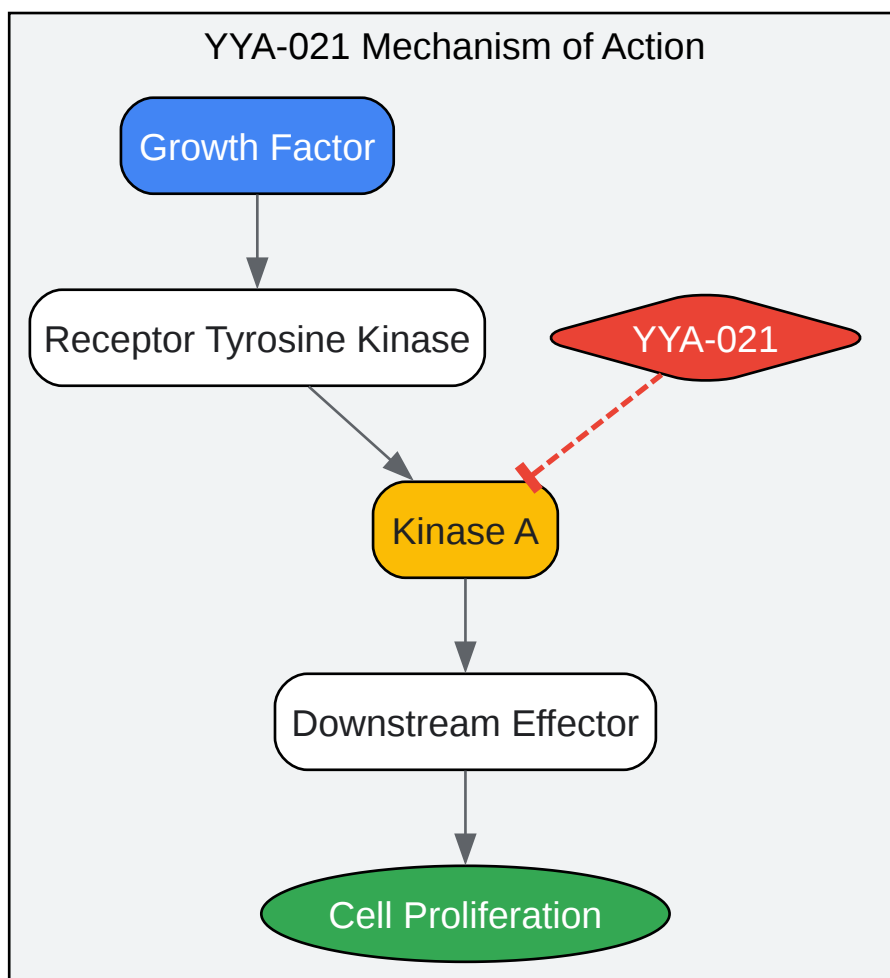 YYA-021 Mechanism of Action
Growth Factor
Receptor Tyrosine Kinase
YYA-021
Kinase A
Downstream Effector
Cell Proliferation